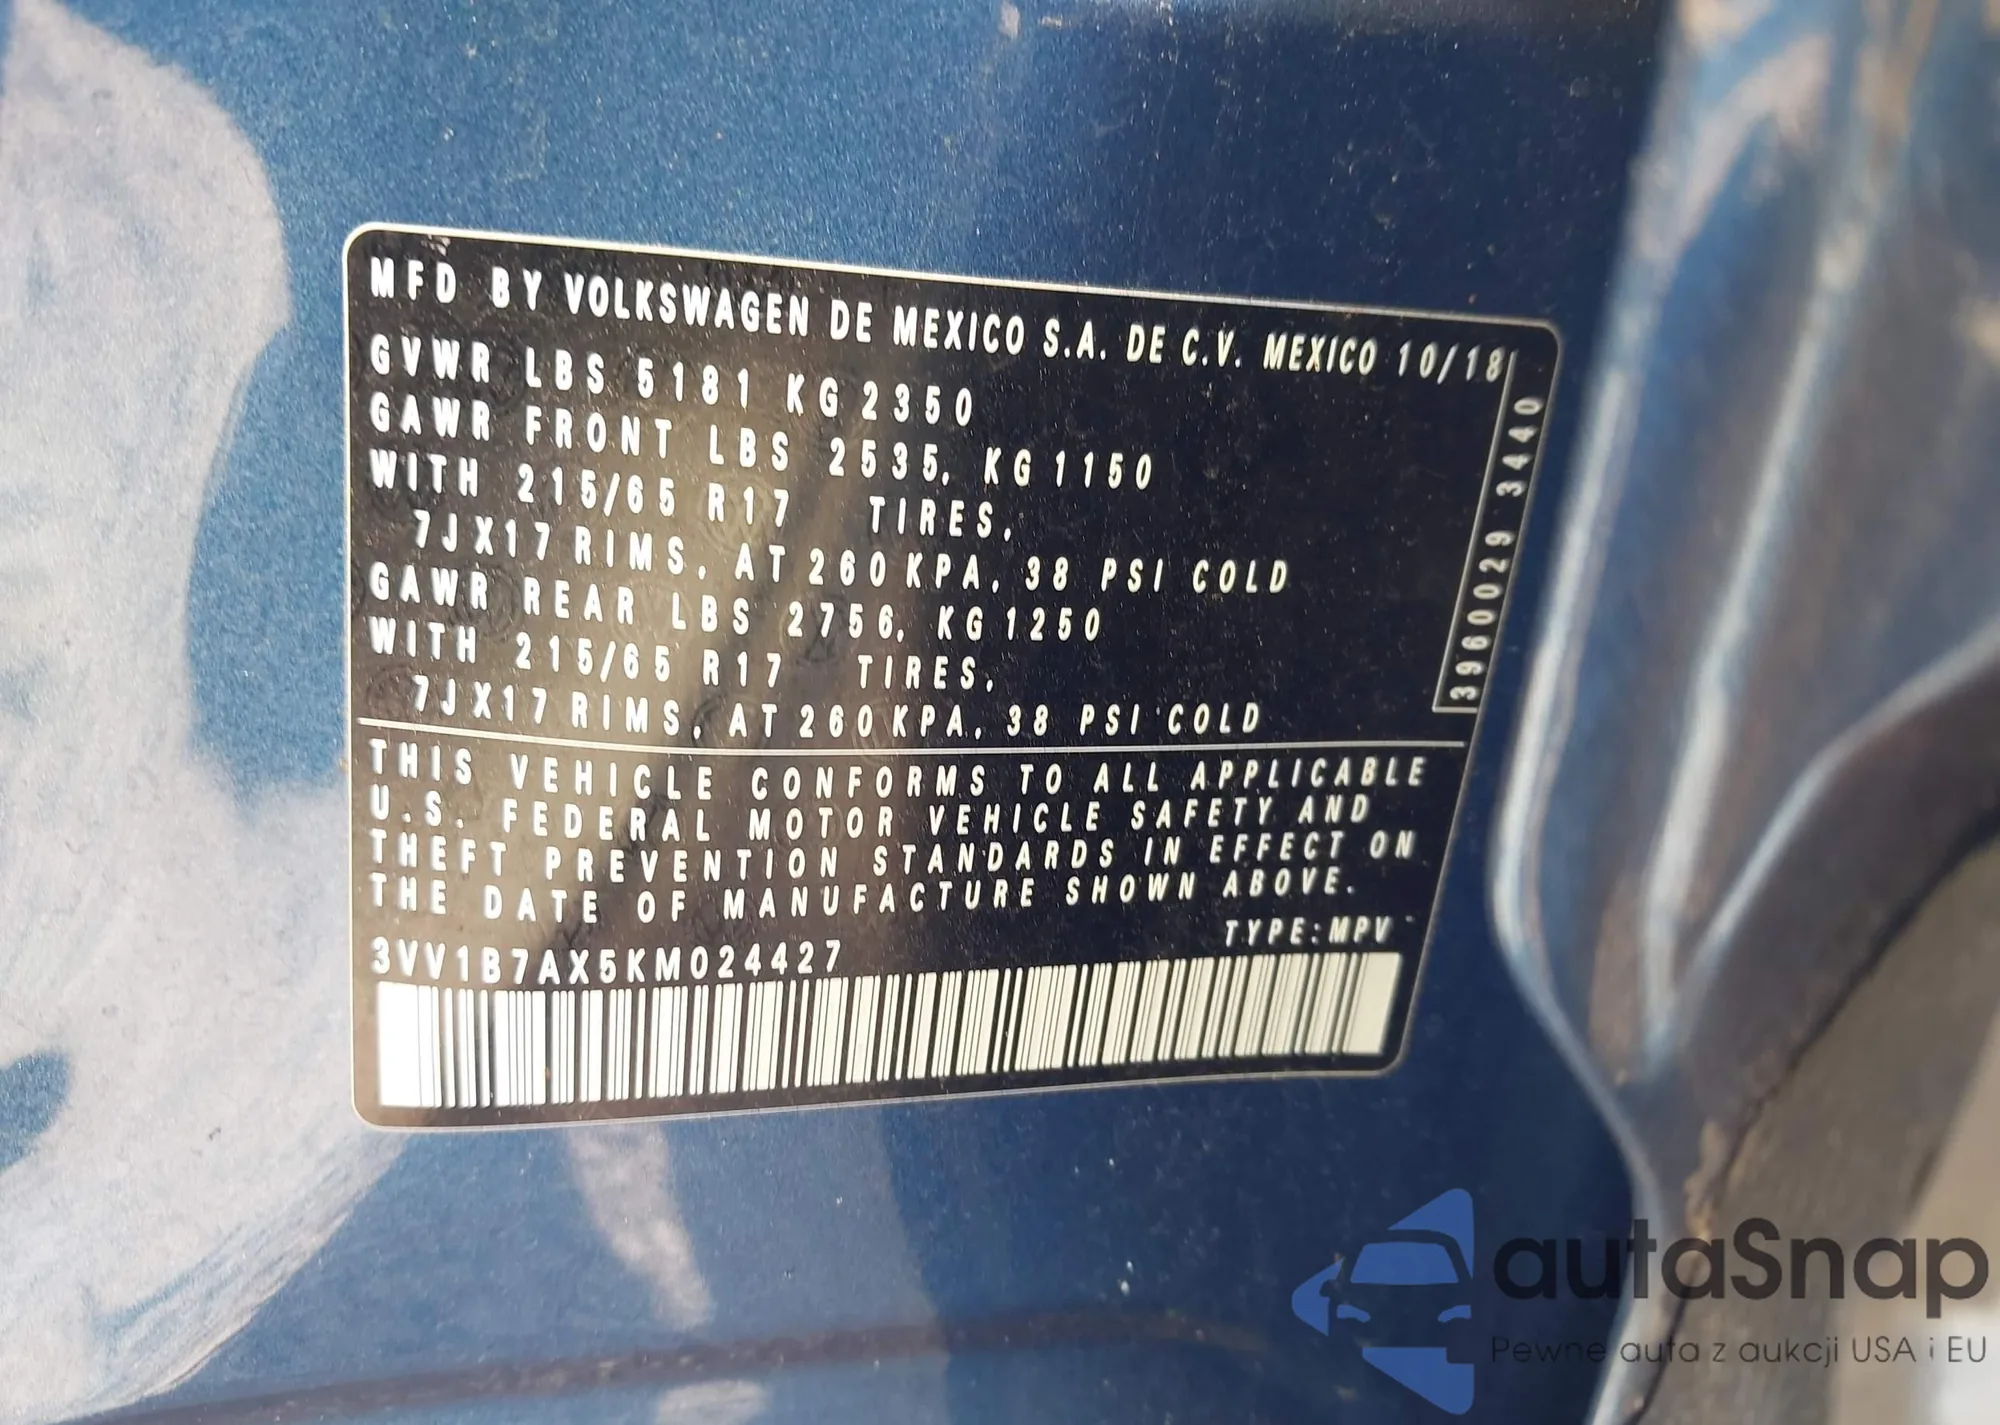 MFD BY VOLKSWAGEN DE MEXICO S.A. DE C.V. MEXICO 10/18
GVWR LBS 5181 KG 2350
GAWR FRONT LBS 2535, KG 1150
WITH 215/65 R17 TIRES,
7JX17 RIMS, AT 260 KPA, 38 PSI COLD
GAWR REAR LBS 2756, KG 1250
WITH 215/65 R17 TIRES,
7JX17 RIMS, AT 260 KPA, 38 PSI COLD
3960029 3440
THIS VEHICLE CONFORMS TO ALL APPLICABLE
U.S. FEDERAL MOTOR VEHICLE SAFETY AND
THEFT PREVENTION STANDARDS IN EFFECT ON
THE DATE OF MANUFACTURE SHOWN ABOVE.
TYPE:MPV
3VV1B7AX5KM024427
autaSnap
Pewne auta z aukcji USA i EU